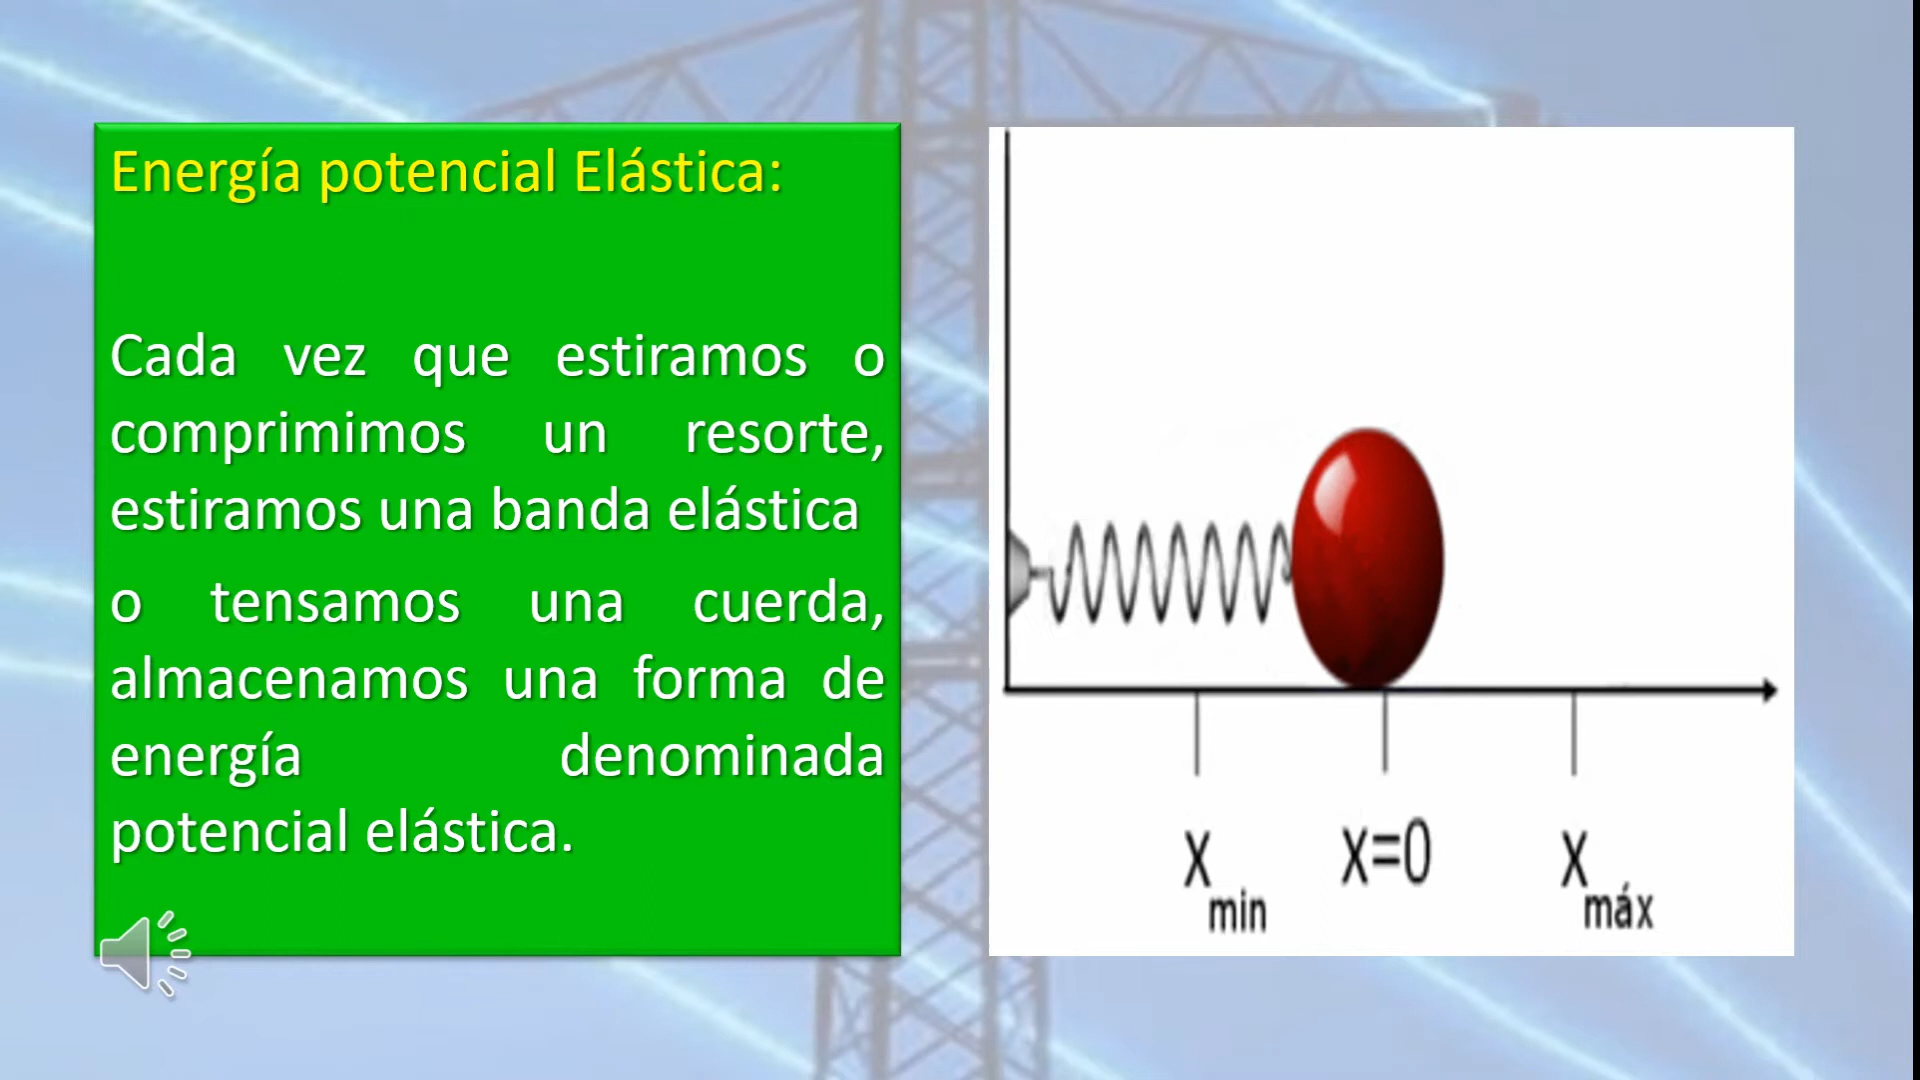 Energía potencial Elástica:
Cada vez que estiramos o
comprimimos un resorte,
estiramos una banda elástica
o tensamos una cuerda,
almacenamos una forma de
energía denominada
potencial elástica.
x min x=0 x máx